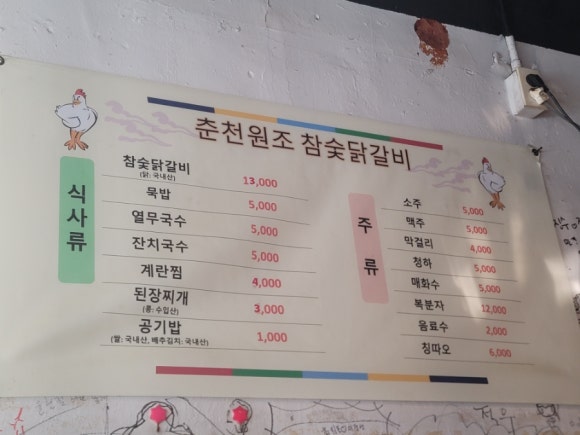 춘천원조 참숯닭갈비
식사류
참숯닭갈비 13,000
(닭: 국내산)
묵밥 5,000
열무국수 5,000
잔치국수 5,000
계란찜 4,000
된장찌개 3,000
(콩: 수입산)
공기밥 1,000
(쌀: 국내산, 배추김치: 국내산)
주류
소주 5,000
맥주 5,000
막걸리 4,000
청하 5,000
매화수 5,000
복분자 12,000
음료수 2,000
칭따오 6,000